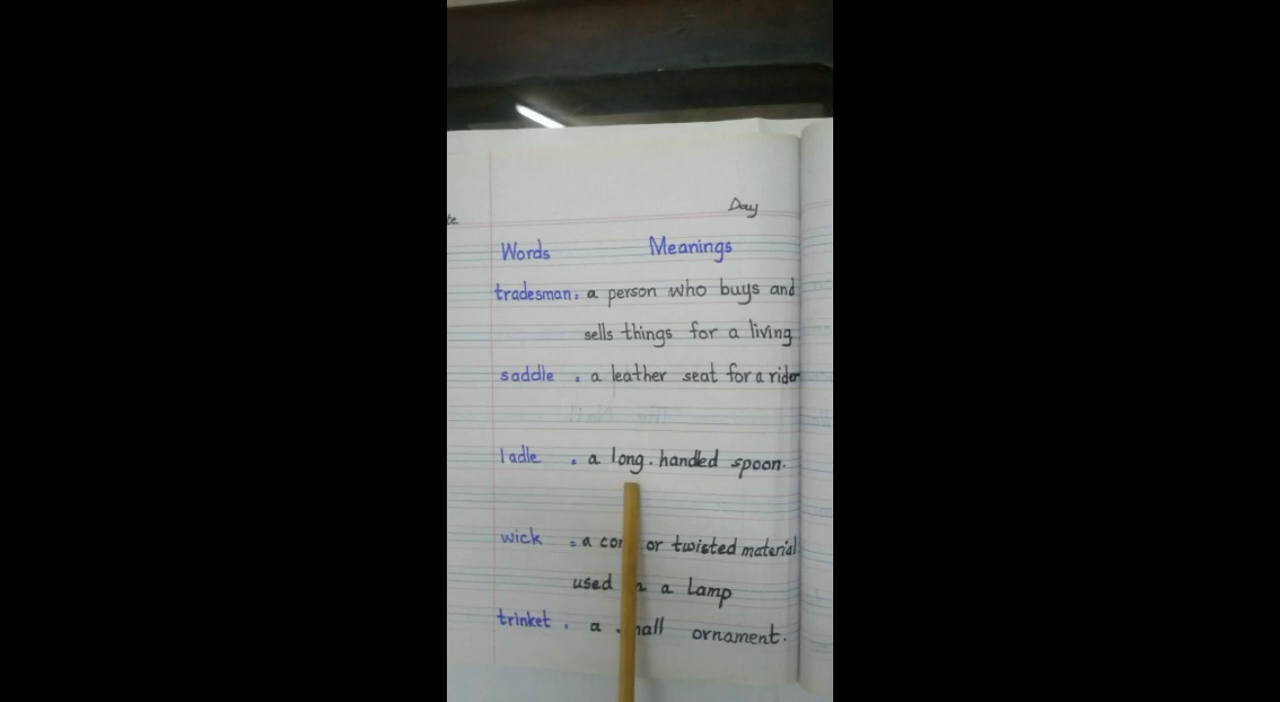 Day
Words Meanings
tradesman = a person who buys and
sells things for a living
saddle = a leather seat for a rider
ladle = a long-handled spoon.
wick = a or twisted material
used a Lamp
trinket = a ornament.